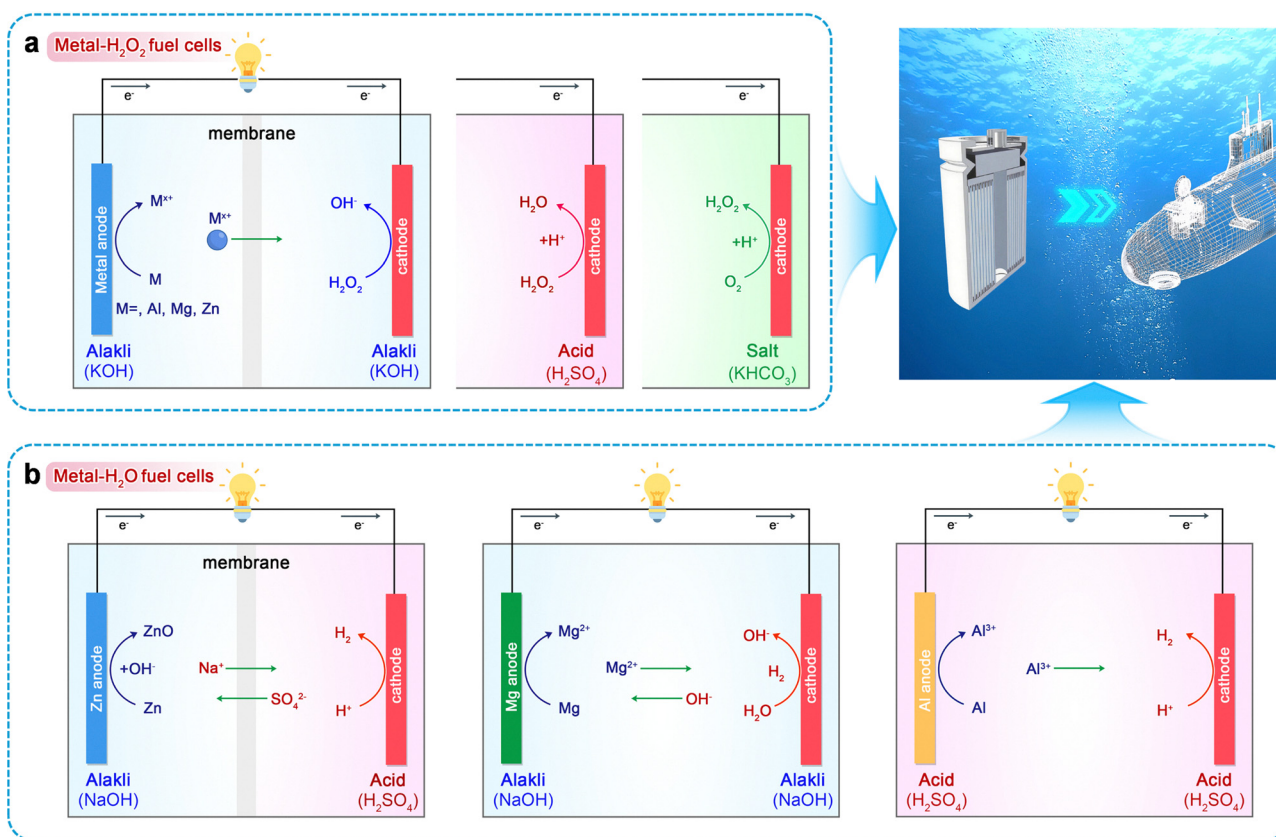 a Metal-H₂O₂ fuel cells
e⁻
e⁻
e⁻
e⁻
membrane
Metal anode
Mˣ⁺
M
M=, Al, Mg, Zn
Mˣ⁺
OH⁻
H₂O₂
cathode
Alakli
(KOH)
Alakli
(KOH)
H₂O
+H⁺
H₂O₂
cathode
Acid
(H₂SO₄)
H₂O₂
+H⁺
O₂
cathode
Salt
(KHCO₃)
b Metal-H₂O fuel cells
e⁻
e⁻
membrane
Zn anode
ZnO
+OH⁻
Zn
Na⁺
SO₄²⁻
H₂
H⁺
cathode
Alakli
(NaOH)
Acid
(H₂SO₄)
e⁻
e⁻
Mg anode
Mg²⁺
Mg
Mg²⁺
OH⁻
OH⁻
H₂
H₂O
cathode
Alakli
(NaOH)
Alakli
(NaOH)
e⁻
e⁻
Al anode
Al³⁺
Al
Al³⁺
H₂
H⁺
cathode
Acid
(H₂SO₄)
Acid
(H₂SO₄)